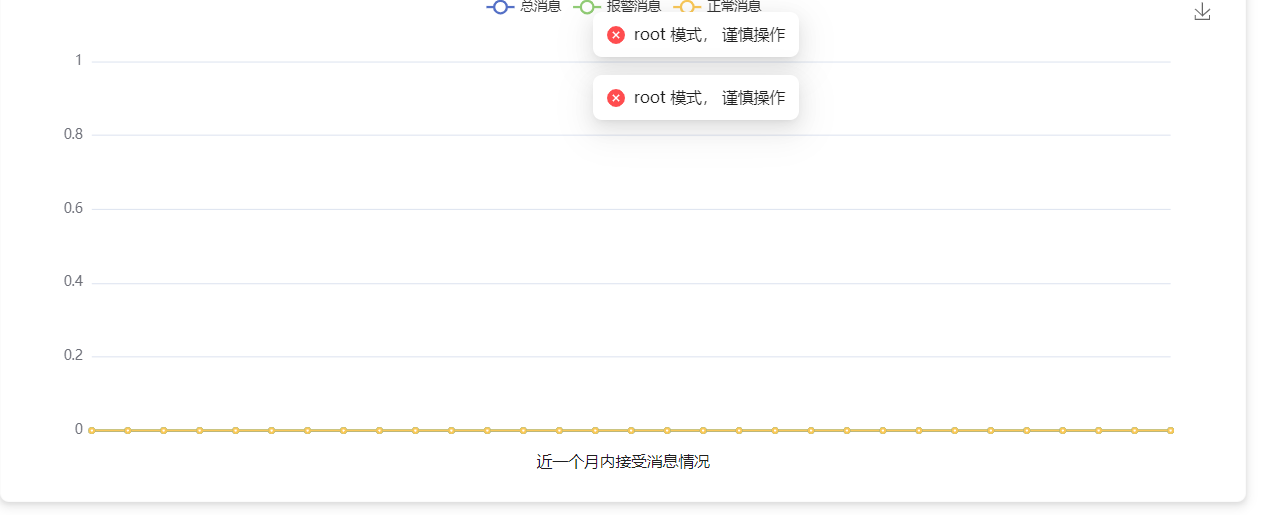 总消息 报警消息 正常消息
root 模式， 谨慎操作
1
root 模式， 谨慎操作
0.8
0.6
0.4
0.2
0
近一个月内接受消息情况